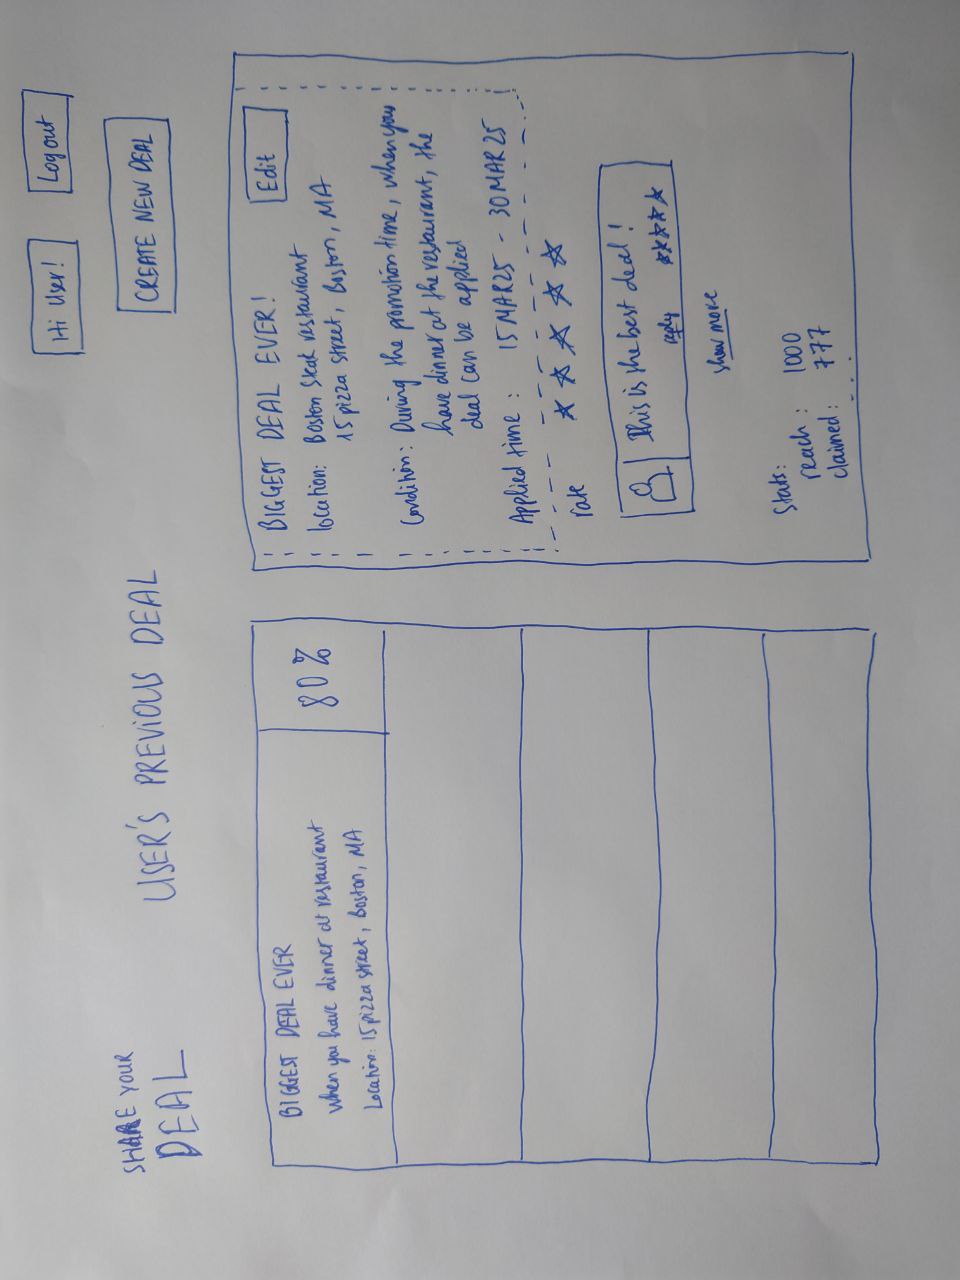 Hi User!
Logout
SHARE YOUR
DEAL
USER'S PREVIOUS DEAL
CREATE NEW DEAL
BIGGEST DEAL EVER
when you have dinner at restaurant
Location: 15 pizza street, Boston, MA
80%
BIGGEST DEAL EVER!
Edit
location: Boston Steak restaurant
15 pizza street, Boston, MA
Condition: During the promotion time, when you
have dinner at the restaurant, the
deal can be applied
Applied time : 15 MAR 25 - 30 MAR 25
rate
This is the best deal!
reply
show more
Stats:
reach : 1000
claimed : 777
...